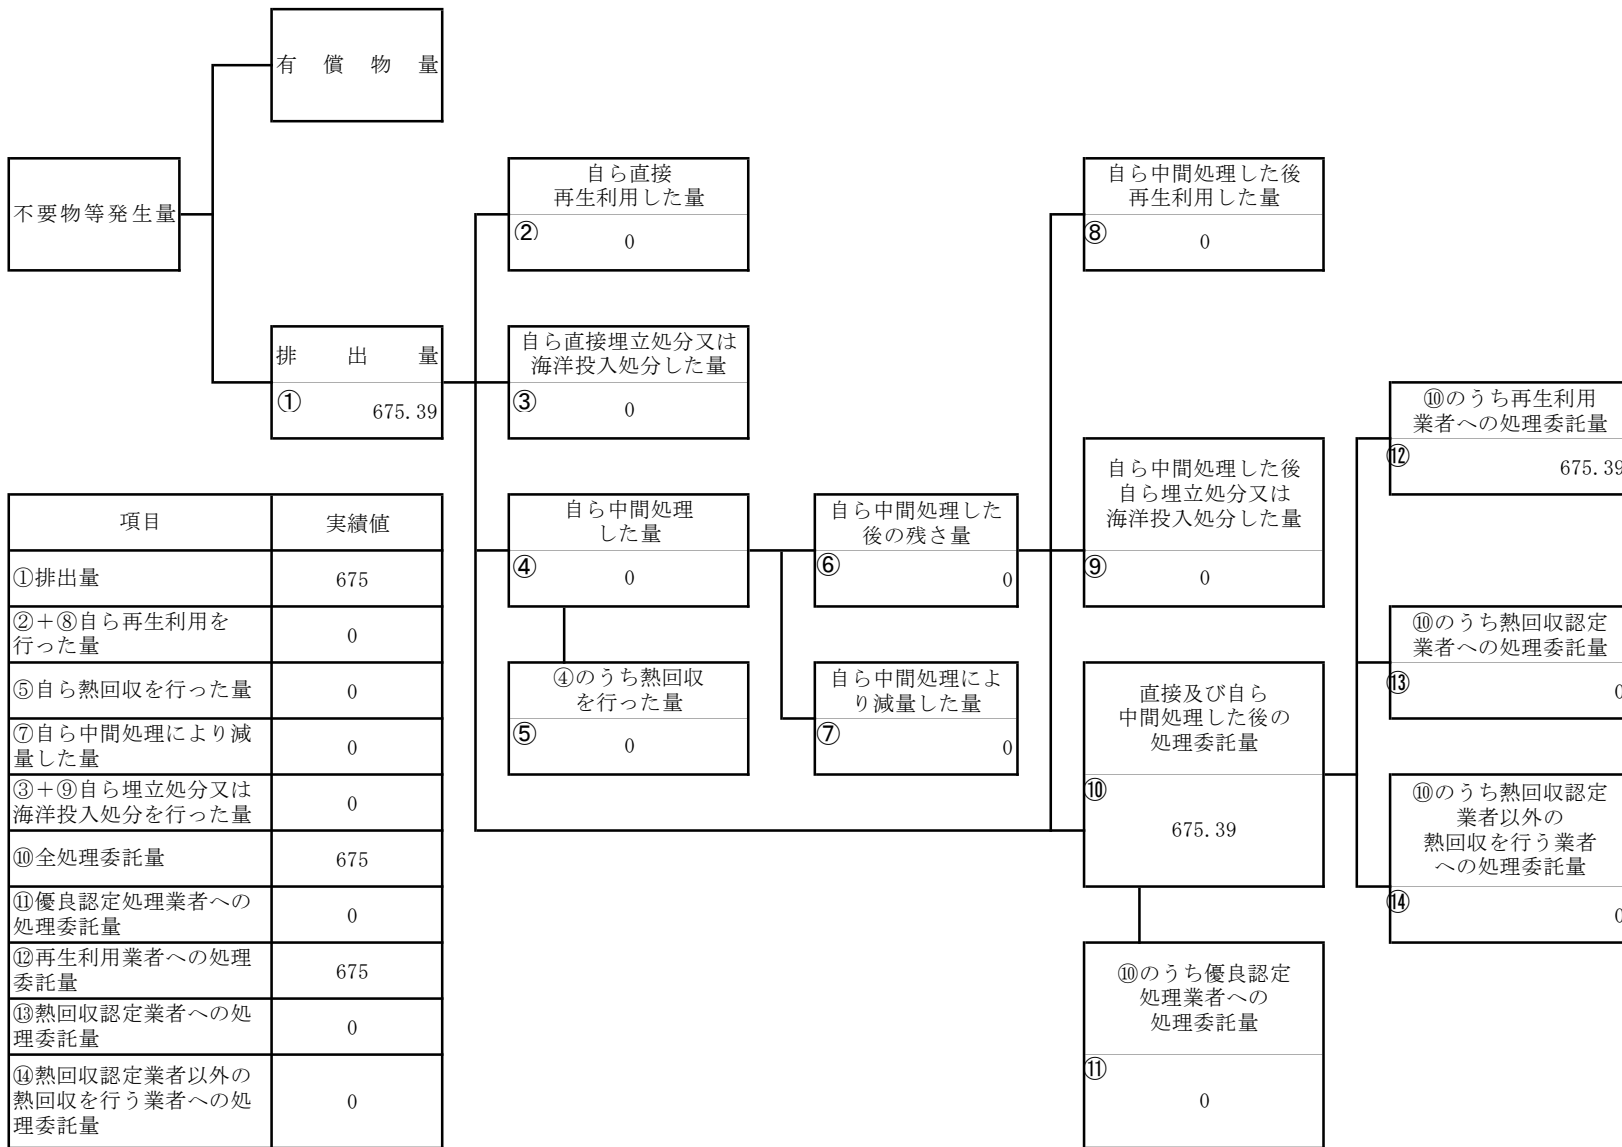 有償物量
不要物等発生量
排出量
①
675.39
自ら直接
再生利用した量
②
0
自ら直接埋立処分又は
海洋投入処分した量
③
0
自ら中間処理
した量
④
0
④のうち熱回収
を行った量
⑤
0
自ら中間処理した
後の残さ量
⑥
0
自ら中間処理によ
り減量した量
⑦
0
自ら中間処理した後
再生利用した量
⑧
0
自ら中間処理した後
自ら埋立処分又は
海洋投入処分した量
⑨
0
直接及び自ら
中間処理した後の
処理委託量
⑩
675.39
⑩のうち優良認定
処理業者への
処理委託量
⑪
0
⑩のうち再生利用
業者への処理委託量
⑫
675.39
⑩のうち熱回収認定
業者への処理委託量
⑬
0
⑩のうち熱回収認定
業者以外の
熱回収を行う業者
への処理委託量
⑭
0
項目 実績値
①排出量 675
②+⑧自ら再生利用を
行った量 0
⑤自ら熱回収を行った量 0
⑦自ら中間処理により減
量した量 0
③+⑨自ら埋立処分又は
海洋投入処分を行った量 0
⑩全処理委託量 675
⑪優良認定処理業者への
処理委託量 0
⑫再生利用業者への処理
委託量 675
⑬熱回収認定業者への処
理委託量 0
⑭熱回収認定業者以外の
熱回収を行う業者への処 0
理委託量